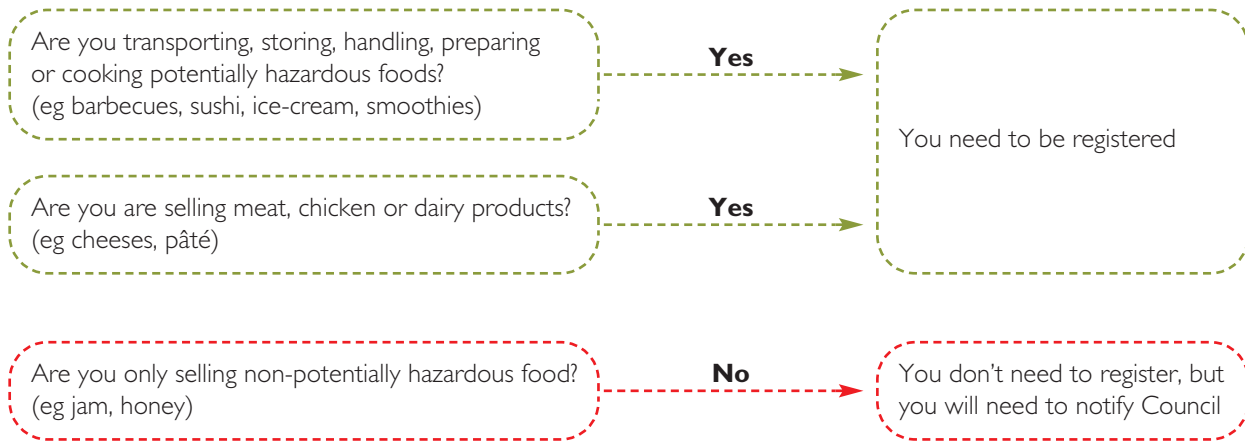 Are you transporting, storing, handling, preparing
or cooking potentially hazardous foods?
(eg barbecues, sushi, ice-cream, smoothies)
Yes
You need to be registered
Are you are selling meat, chicken or dairy products?
(eg cheeses, pâté)
Yes
Are you only selling non-potentially hazardous food?
(eg jam, honey)
No
You don’t need to register, but
you will need to notify Council